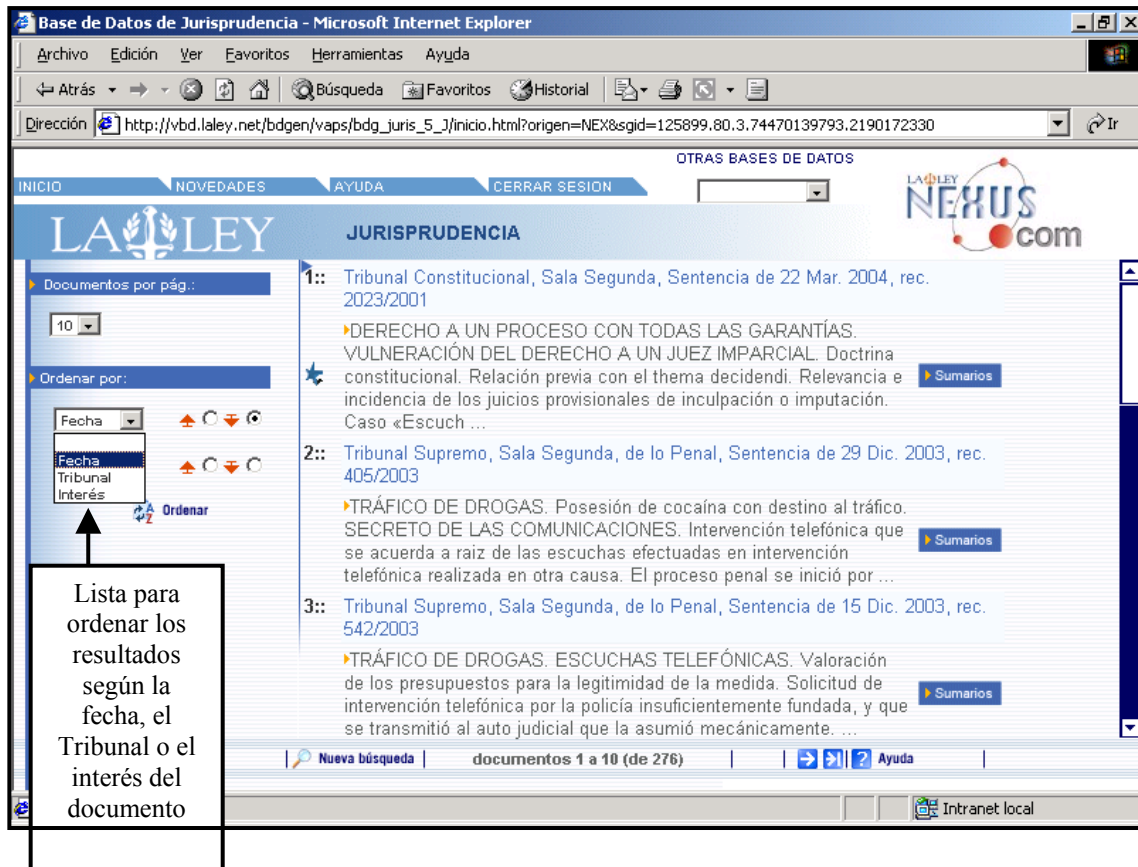 Base de Datos de Jurisprudencia - Microsoft Internet Explorer
Archivo Edición Ver Favoritos Herramientas Ayuda
Atrás Búsqueda Favoritos Historial
Dirección http://vbd.laley.net/bdgen/vaps/bdg_juris_5_J/inicio.html?origen=NEX&sgid=125899.80.3.74470139793.2190172330 Ir
OTRAS BASES DE DATOS
INICIO NOVEDADES AYUDA CERRAR SESION
LA LEY
NEXUS
com
LA LEY JURISPRUDENCIA
Documentos por pág.:
10
Ordenar por:
Fecha
Fecha
Tribunal
Interés
Ordenar
1:: Tribunal Constitucional, Sala Segunda, Sentencia de 22 Mar. 2004, rec.
2023/2001
DERECHO A UN PROCESO CON TODAS LAS GARANTÍAS.
VULNERACIÓN DEL DERECHO A UN JUEZ IMPARCIAL. Doctrina
constitucional. Relación previa con el thema decidendi. Relevancia e
incidencia de los juicios provisionales de inculpación o imputación.
Caso «Escuch ...
Sumarios
2:: Tribunal Supremo, Sala Segunda, de lo Penal, Sentencia de 29 Dic. 2003, rec.
405/2003
TRÁFICO DE DROGAS. Posesión de cocaína con destino al tráfico.
SECRETO DE LAS COMUNICACIONES. Intervención telefónica que
se acuerda a raiz de las escuchas efectuadas en intervención
telefónica realizada en otra causa. El proceso penal se inició por ...
Sumarios
3:: Tribunal Supremo, Sala Segunda, de lo Penal, Sentencia de 15 Dic. 2003, rec.
542/2003
TRÁFICO DE DROGAS. ESCUCHAS TELEFÓNICAS. Valoración
de los presupuestos para la legitimidad de la medida. Solicitud de
intervención telefónica por la policía insuficientemente fundada, y que
se transmitió al auto judicial que la asumió mecánicamente. ...
Sumarios
Nueva búsqueda documentos 1 a 10 (de 276) Ayuda
Intranet local
Lista para
ordenar los
resultados
según la
fecha, el
Tribunal o el
interés del
documento